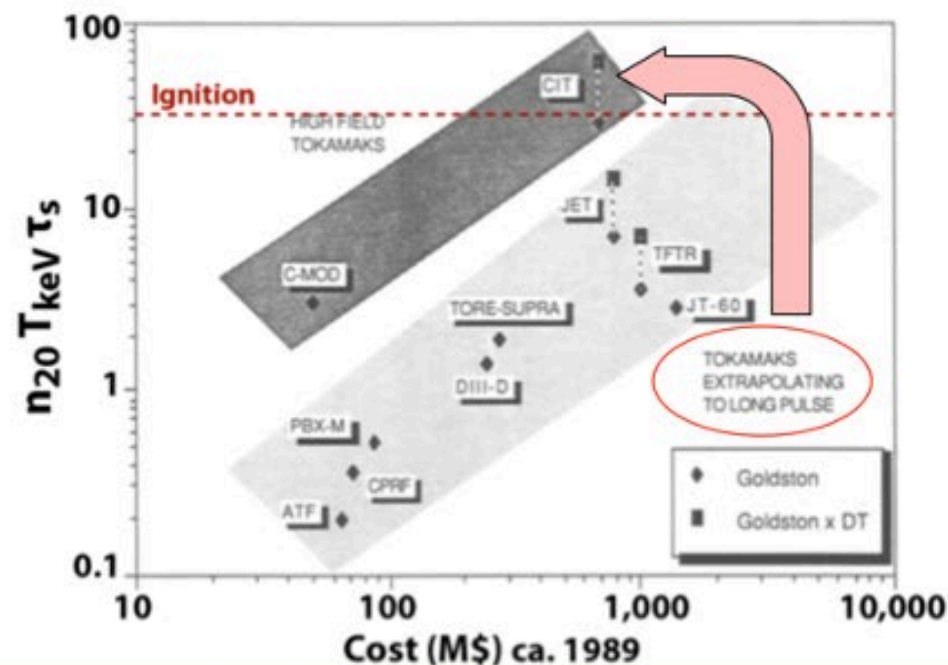 100
10
1
0.1
n20 TkeV τs
Ignition
HIGH FIELD
TOKAMAKS
CIT
C-MOD
JET
TFTR
TORE-SUPRA
JT-60
DIII-D
TOKAMAKS
EXTRAPOLATING
TO LONG PULSE
PBX-M
CPRF
ATF
Goldston
Goldston x DT
10
100
1,000
10,000
Cost (M$) ca. 1989